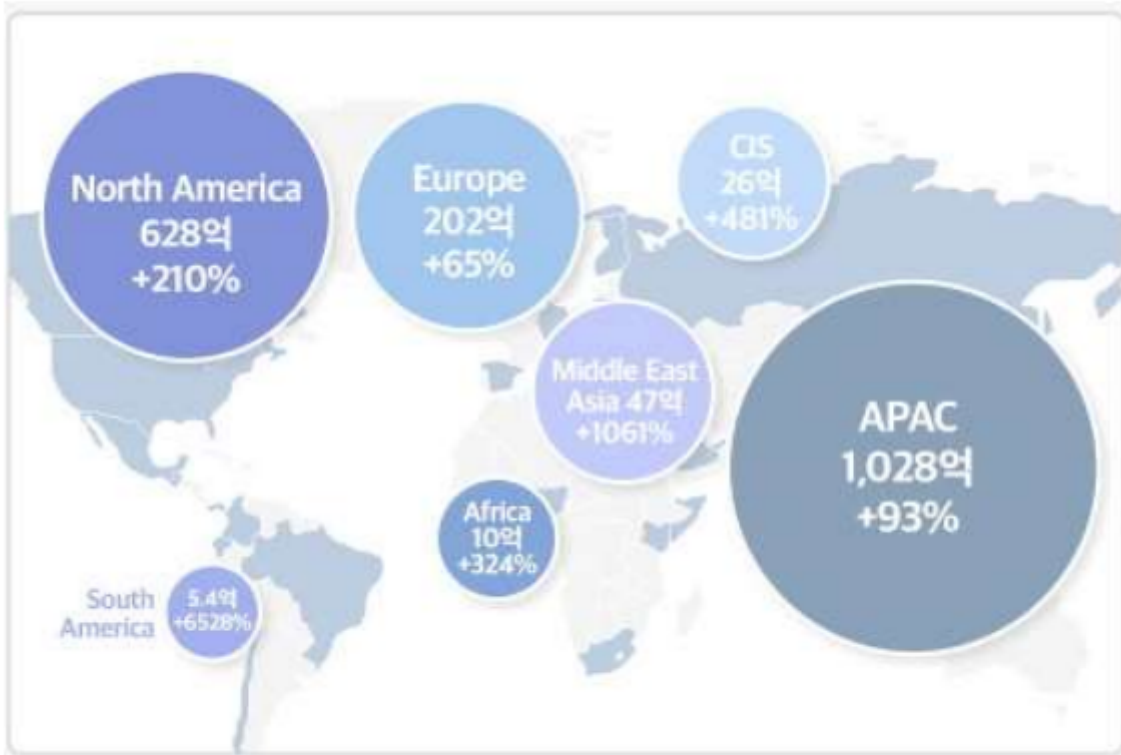 North America
628억
+210%
Europe
202억
+65%
CIS
26억
+481%
Middle East
Asia 47억
+1061%
APAC
1,028억
+93%
Africa
10억
+324%
South
America
5.4억
+6528%